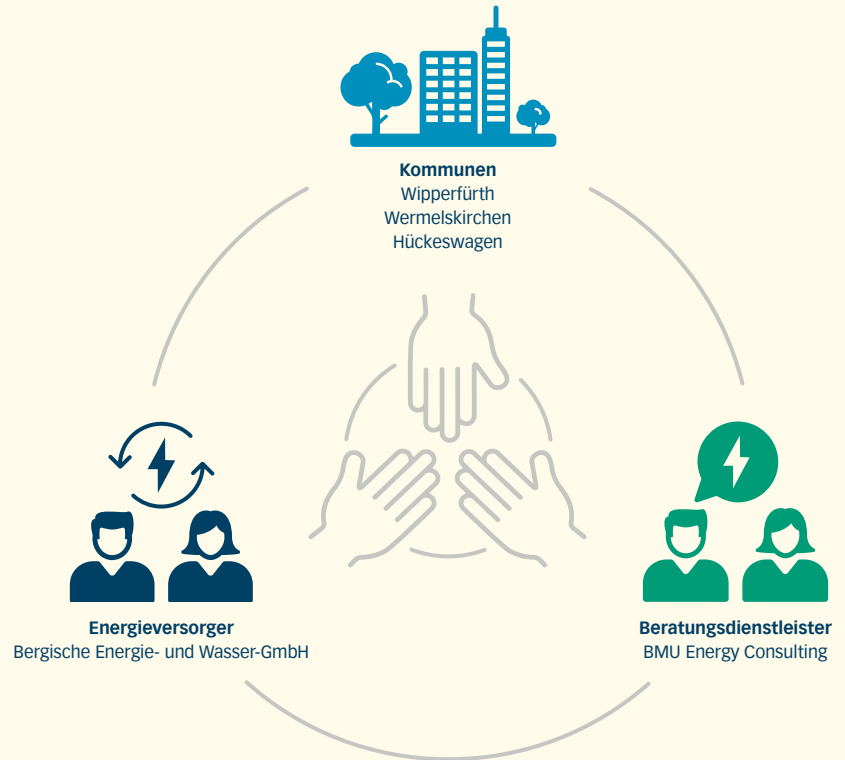 Kommunen
Wipperfürth
Wermelskirchen
Hückeswagen
Energieversorger
Bergische Energie- und Wasser-GmbH
Beratungsdienstleister
BMU Energy Consulting